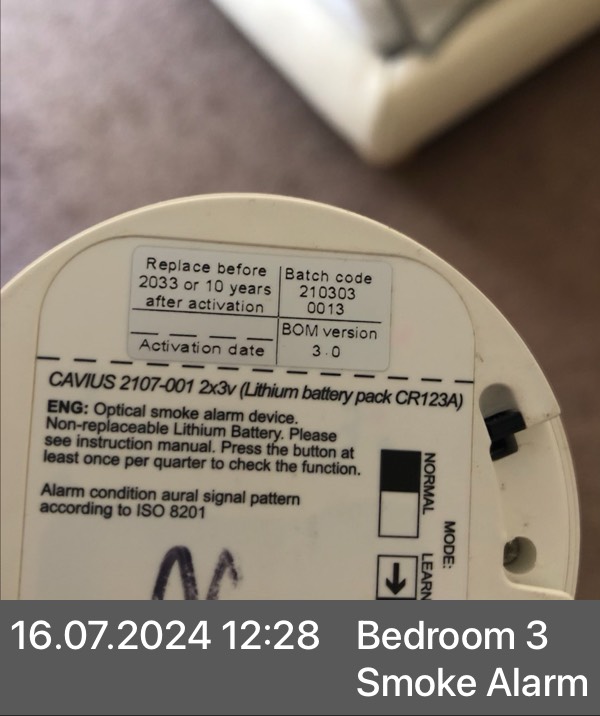 Replace before
2033 or 10 years
after activation
Batch code
210303
0013
Activation date
BOM version
3.0
CAVIUS 2107-001 2x3v (Lithium battery pack CR123A)
ENG: Optical smoke alarm device.
Non-replaceable Lithium Battery. Please
see instruction manual. Press the button at
least once per quarter to check the function.
Alarm condition aural signal pattern
according to ISO 8201
NORMAL
MODE:
LEARN
16.07.2024 12:28
Bedroom 3
Smoke Alarm